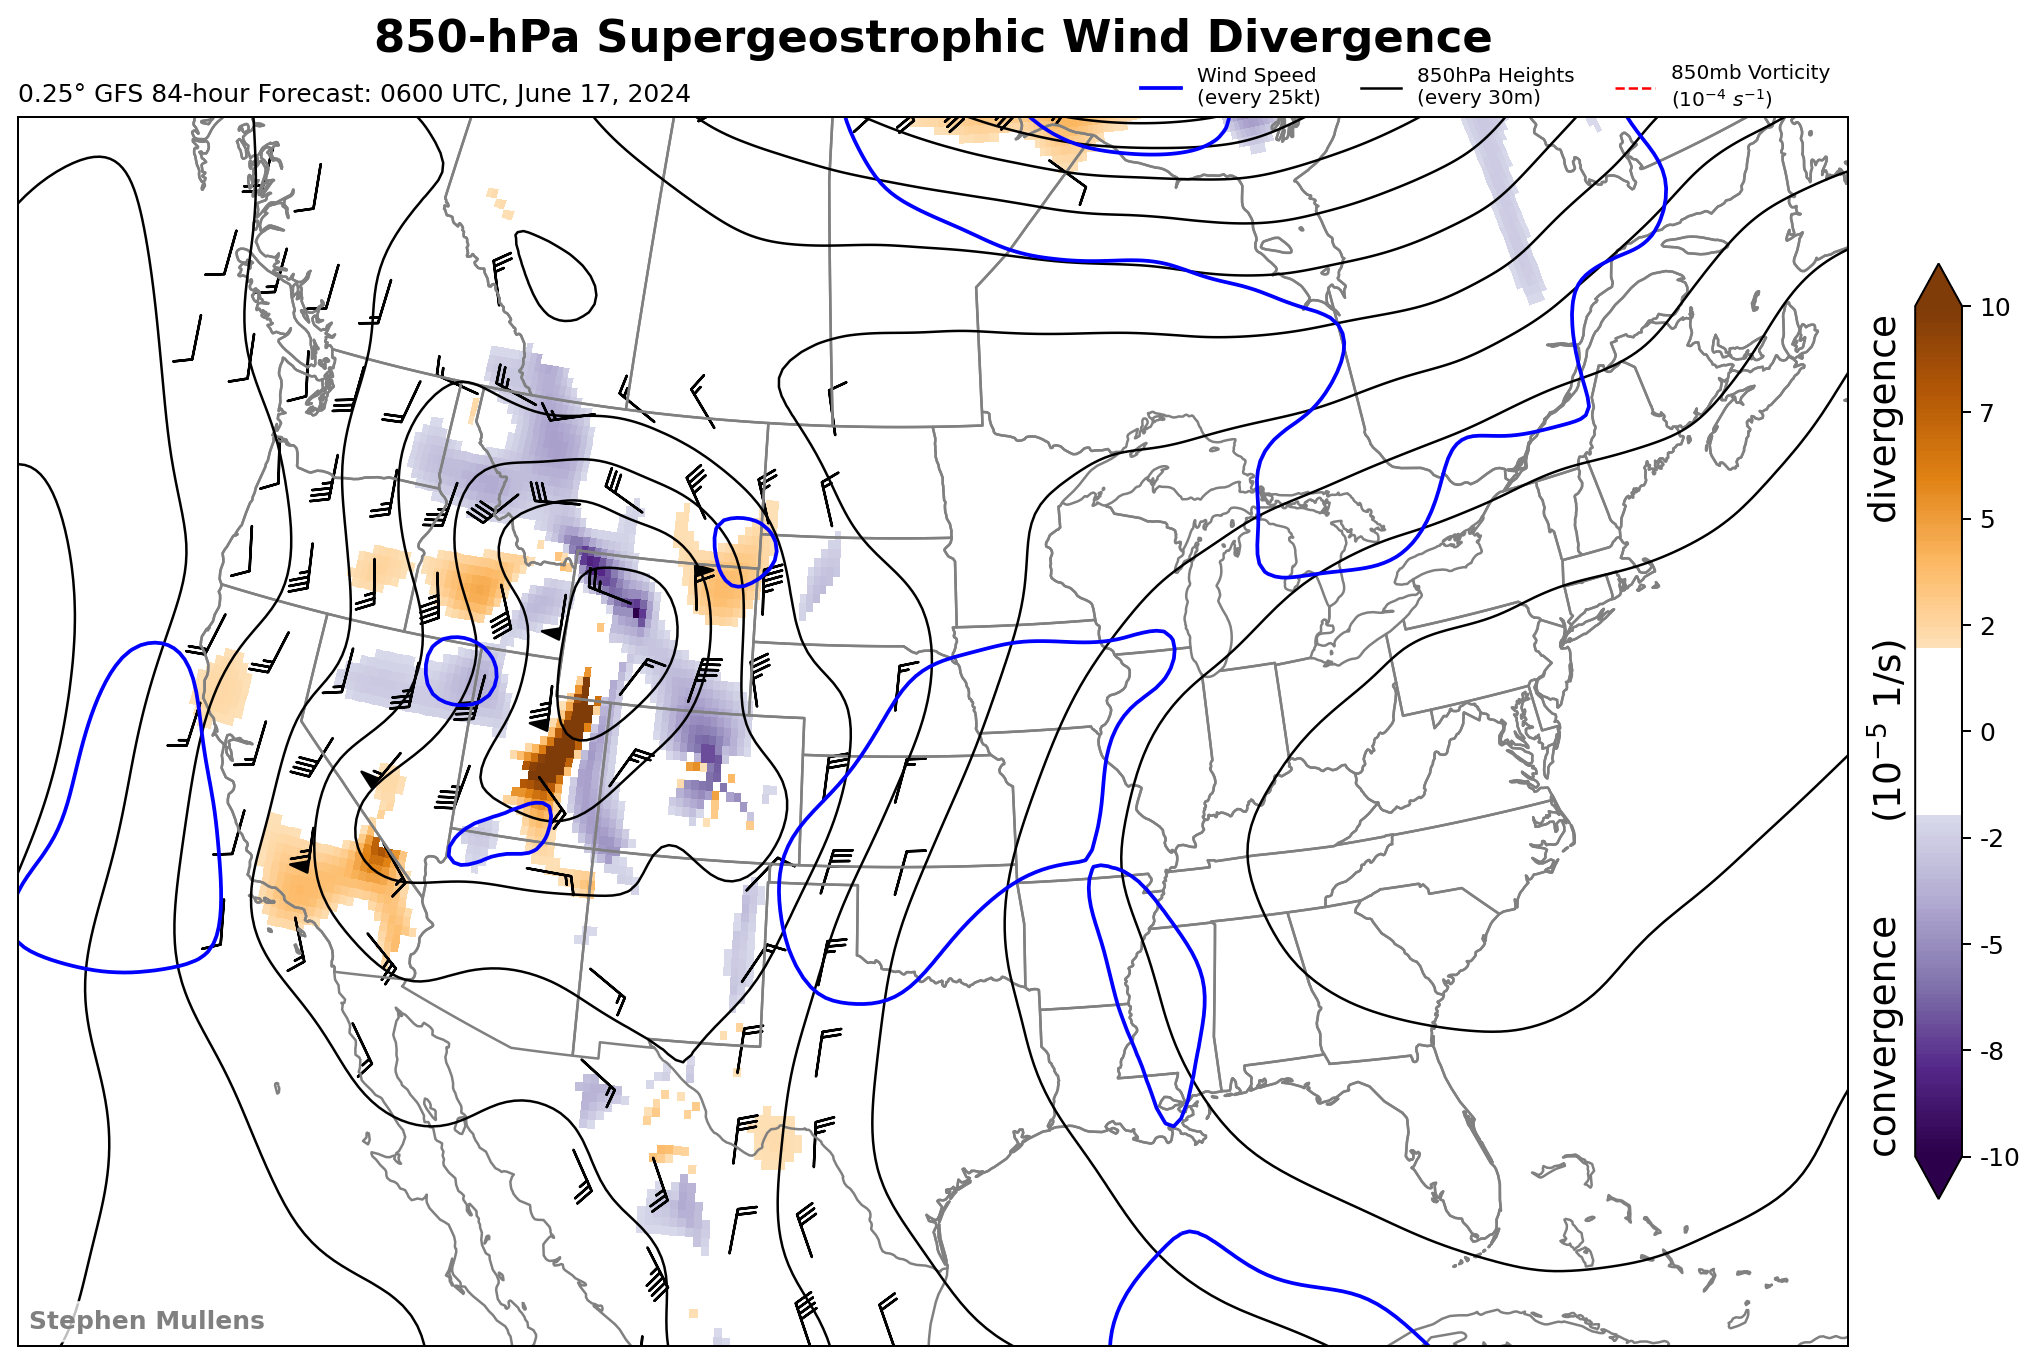 850-hPa Supergeostrophic Wind Divergence
0.25° GFS 84-hour Forecast: 0600 UTC, June 17, 2024
Wind Speed
(every 25kt)
850hPa Heights
(every 30m)
850mb Vorticity
(10⁻⁴ s⁻¹)
10
7
5
2
0
-2
-5
-8
-10
convergence (10⁻⁵ 1/s) divergence
Stephen Mullens